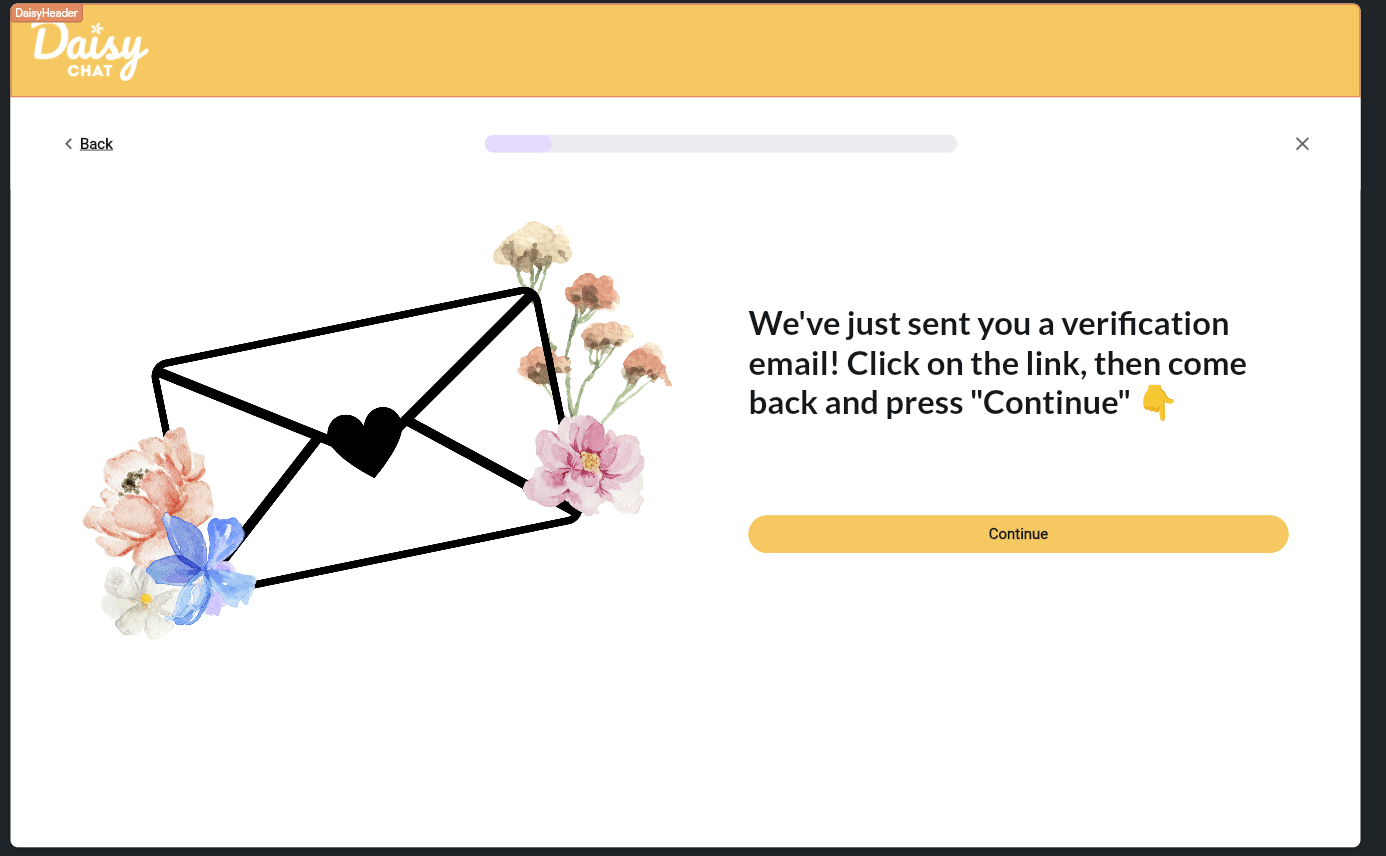 DaisyHeader
Daisy
CHAT
Back
We've just sent you a verification
email! Click on the link, then come
back and press "Continue" 👇
Continue